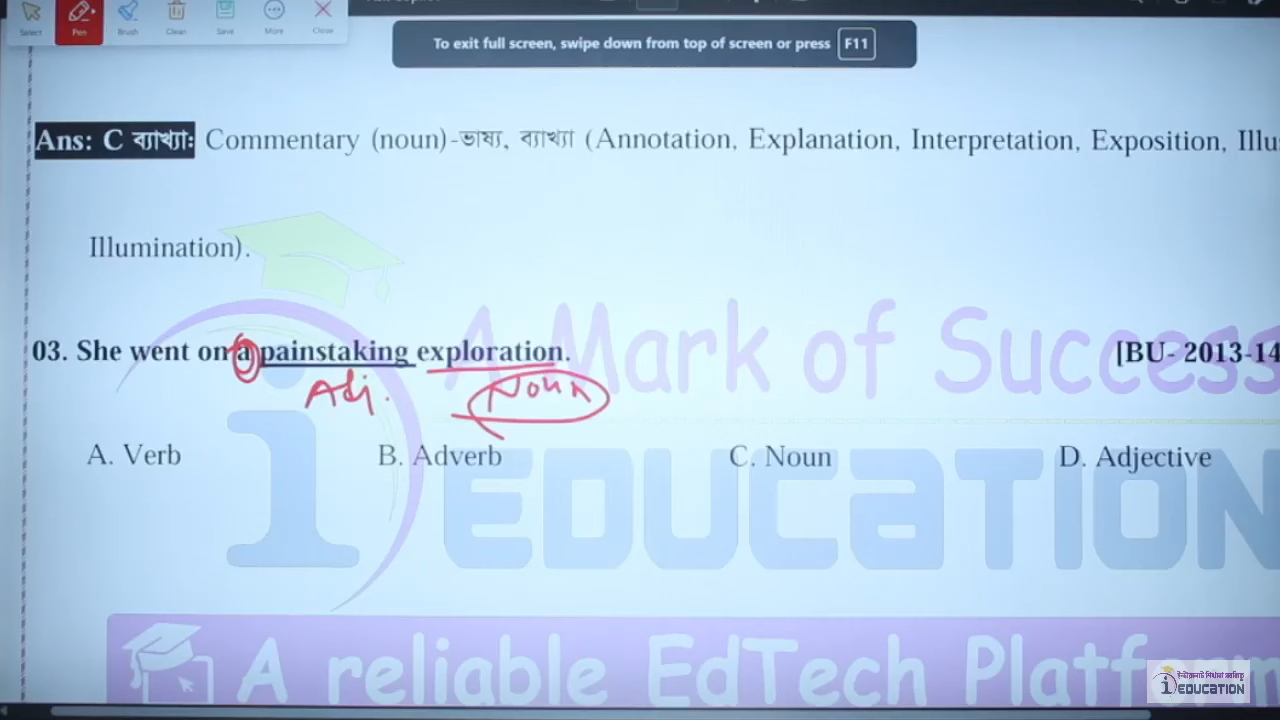 Select Pen Brush Clean Save More Close
To exit full screen, swipe down from top of screen or press F11
Ans: C ব্যাখ্যাঃ Commentary (noun)-ভাষ্য, ব্যাখ্যা (Annotation, Explanation, Interpretation, Exposition, Illu
Illumination).
A Mark of Success
03. She went on a painstaking exploration. [BU- 2013-14
Adj. Noun
A. Verb B. Adverb C. Noun D. Adjective
i EDUCATION
A reliable EdTech Platform
iEDUCATION